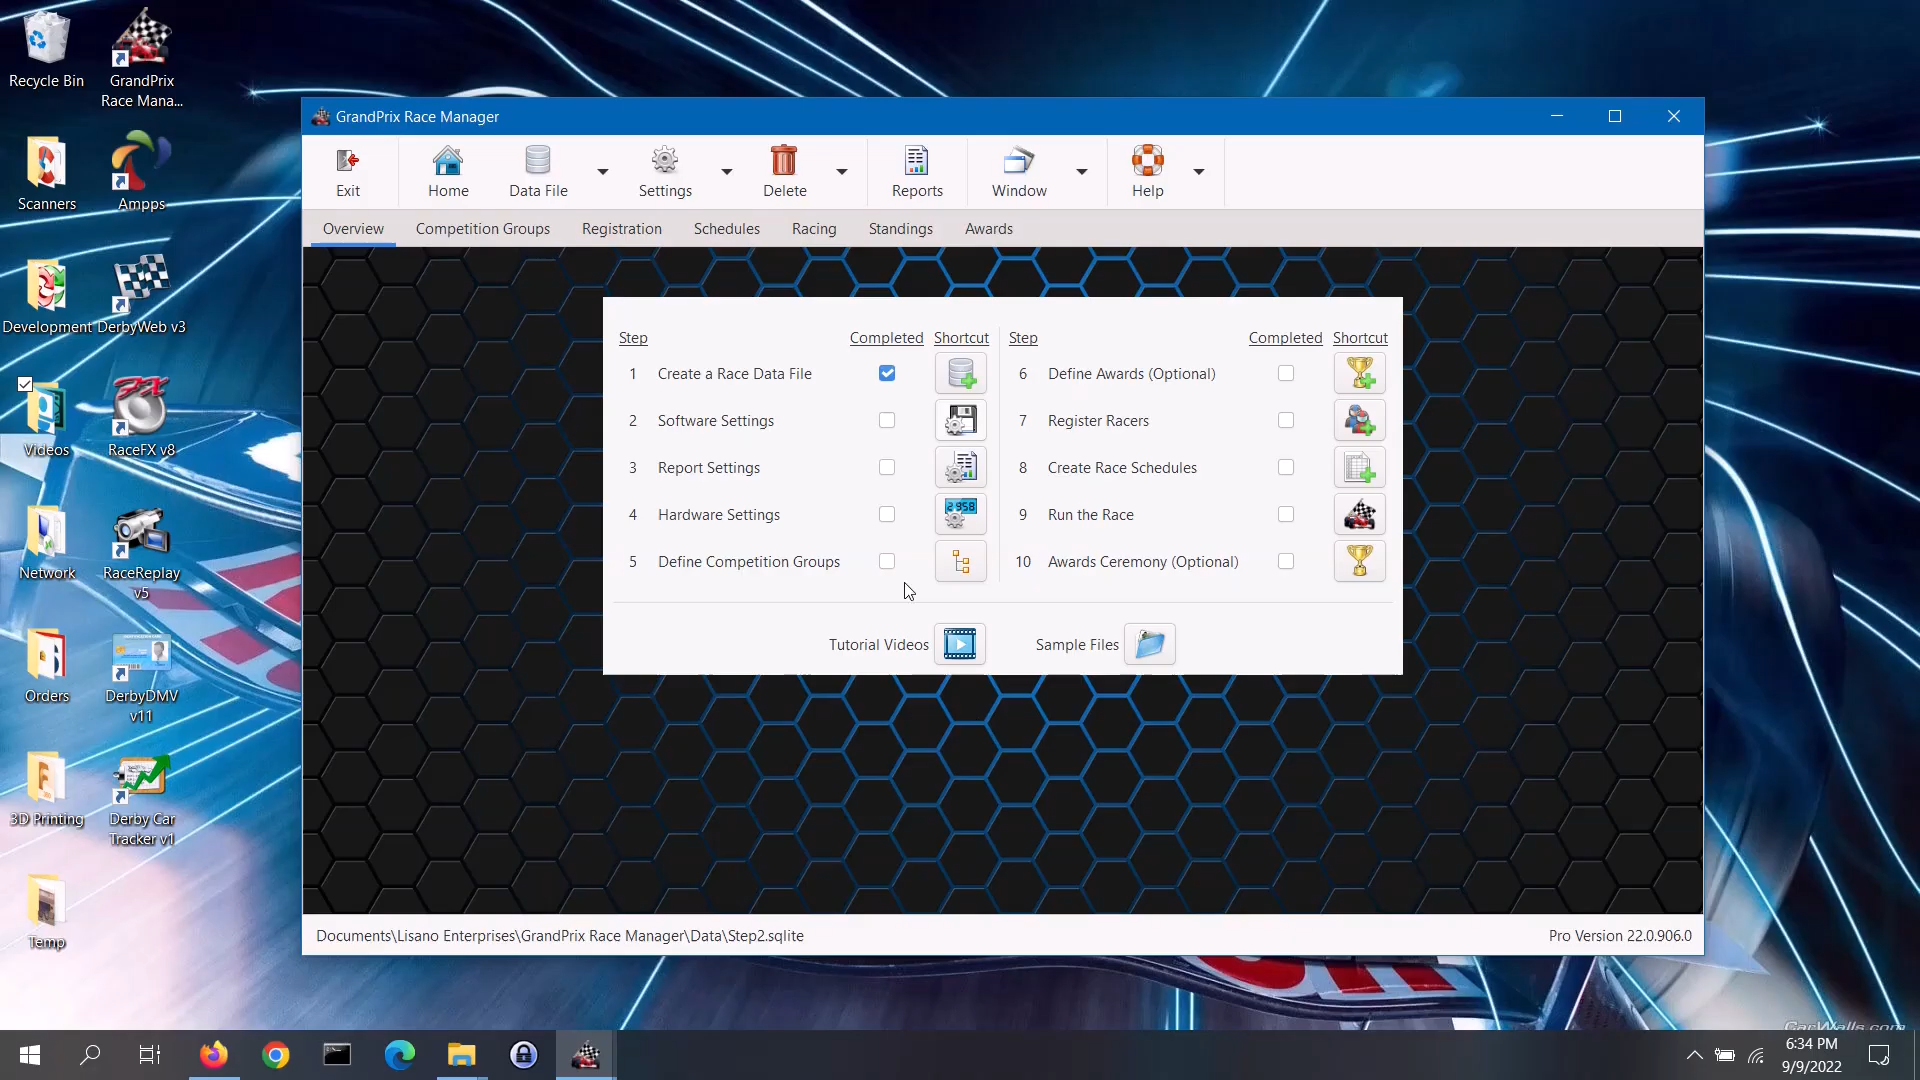 Recycle Bin
GrandPrix
Race Mana...
Scanners
Ampps
Development
DerbyWeb v3
Videos
RaceFX v8
Network
RaceReplay
v5
Orders
DerbyDMV
v11
3D Printing
Derby Car
Tracker v1
Temp
GrandPrix Race Manager
Exit
Home
Data File
Settings
Delete
Reports
Window
Help
Overview
Competition Groups
Registration
Schedules
Racing
Standings
Awards
Step Completed Shortcut
1 Create a Race Data File
2 Software Settings
3 Report Settings
4 Hardware Settings
2958
5 Define Competition Groups
Step Completed Shortcut
6 Define Awards (Optional)
7 Register Racers
8 Create Race Schedules
9 Run the Race
10 Awards Ceremony (Optional)
Tutorial Videos
Sample Files
Documents\Lisano Enterprises\GrandPrix Race Manager\Data\Step2.sqlite
Pro Version 22.0.906.0
CarWalls.com
6:34 PM
9/9/2022